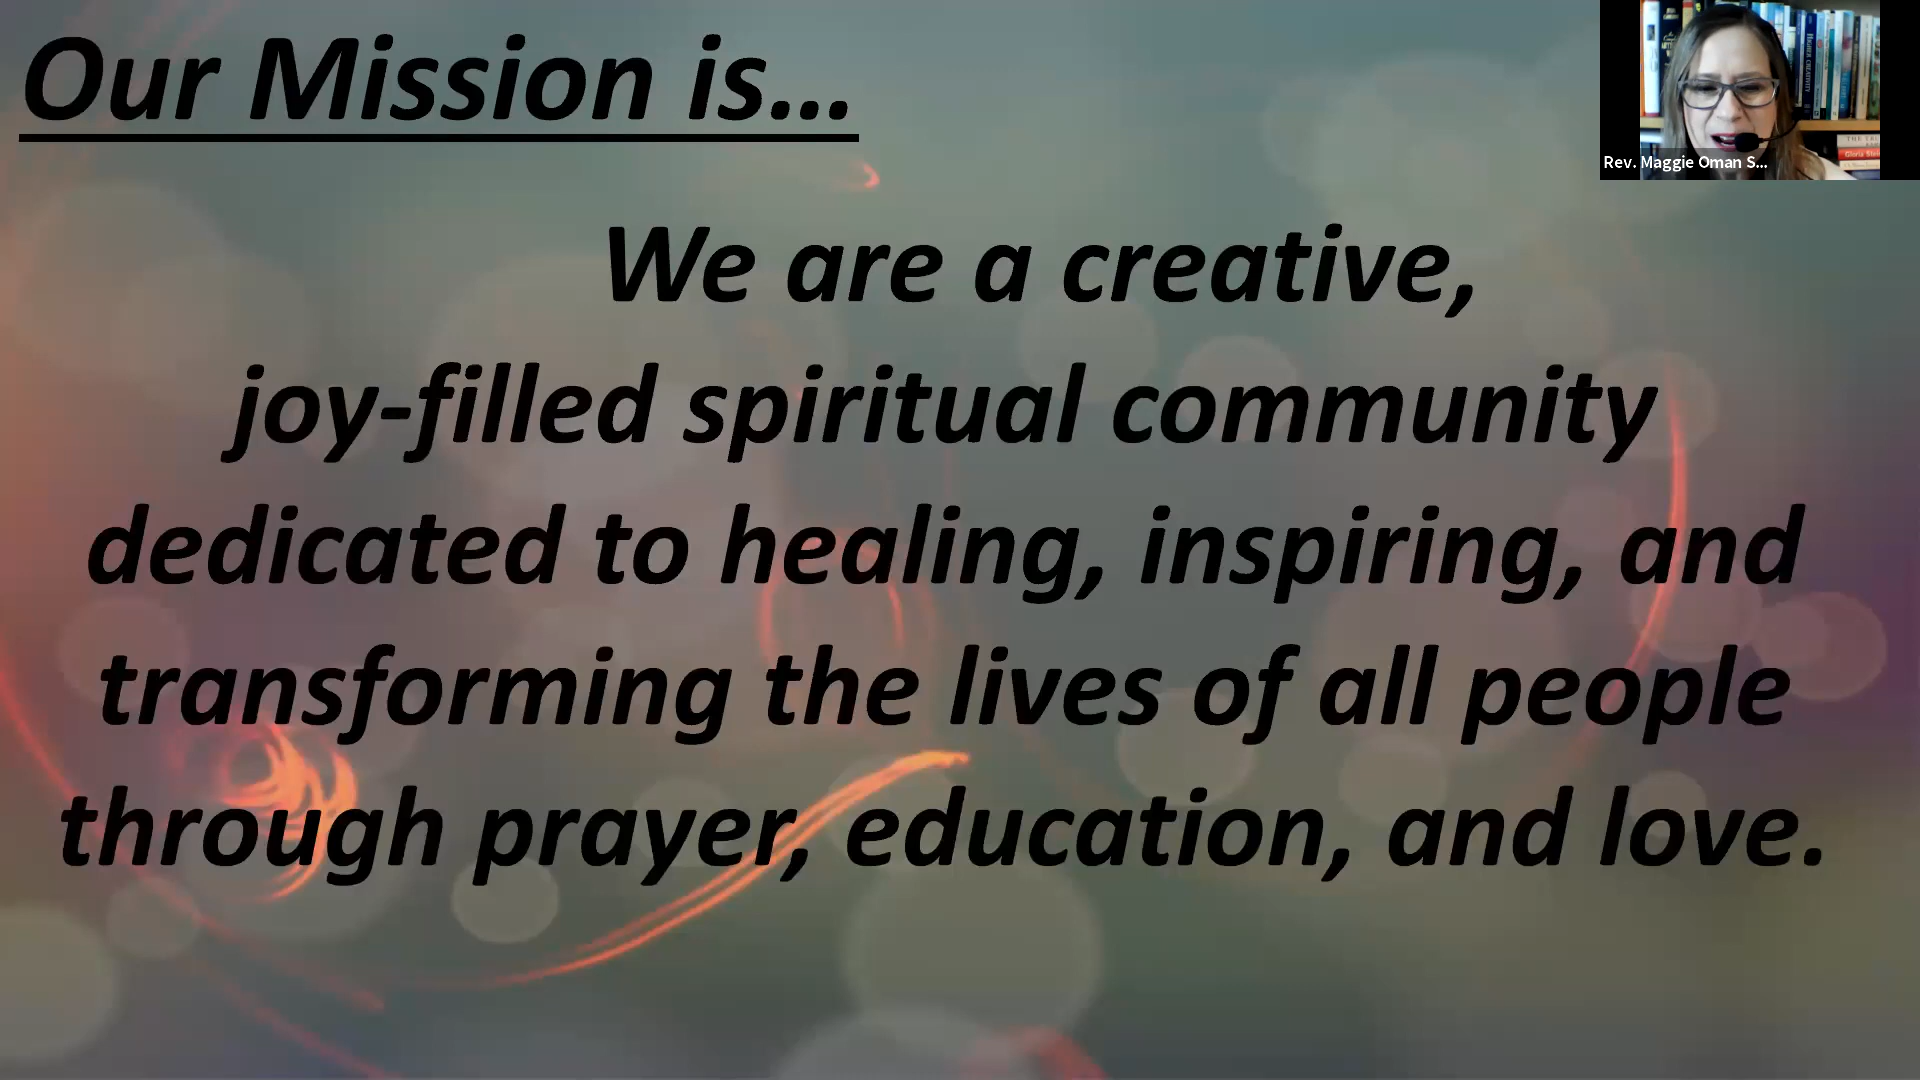 Our Mission is...
We are a creative,
joy-filled spiritual community
dedicated to healing, inspiring, and
transforming the lives of all people
through prayer, education, and love.
Rev. Maggie Oman S...